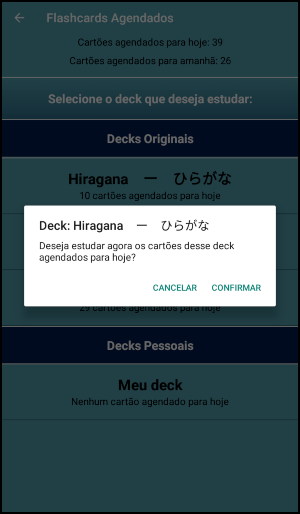 Flashcards Agendados
Cartões agendados para hoje: 39
Cartões agendados para amanhã: 26
Selecione o deck que deseja estudar:
Decks Originais
Hiragana ー ひらがな
10 cartões agendados para hoje
Deck: Hiragana ー ひらがな
Deseja estudar agora os cartões desse deck
agendados para hoje?
CANCELAR CONFIRMAR
29 cartões agendados para hoje
Decks Pessoais
Meu deck
Nenhum cartão agendado para hoje